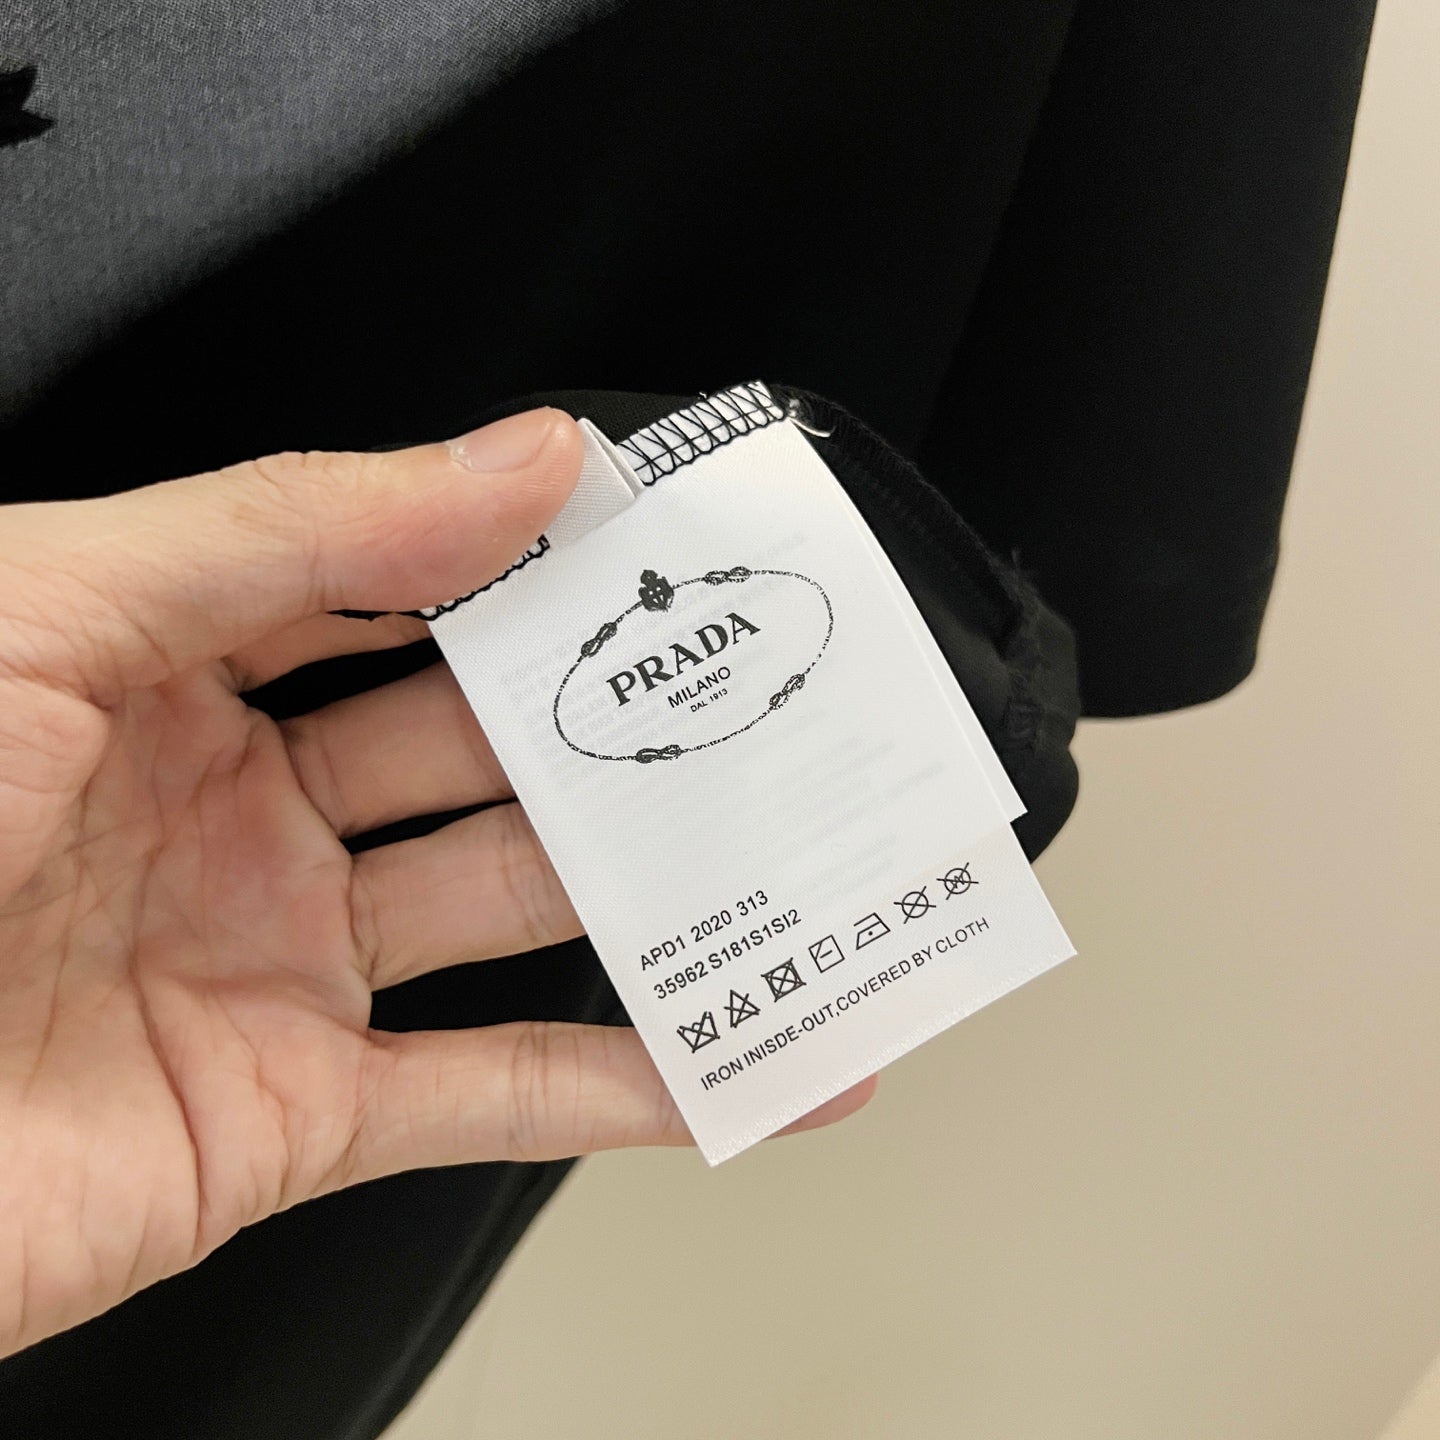 PRADA
MILANO
DAL 1913
APD1 2020 313
35962 S181S1SI2
IRON INISDE-OUT,COVERED BY CLOTH